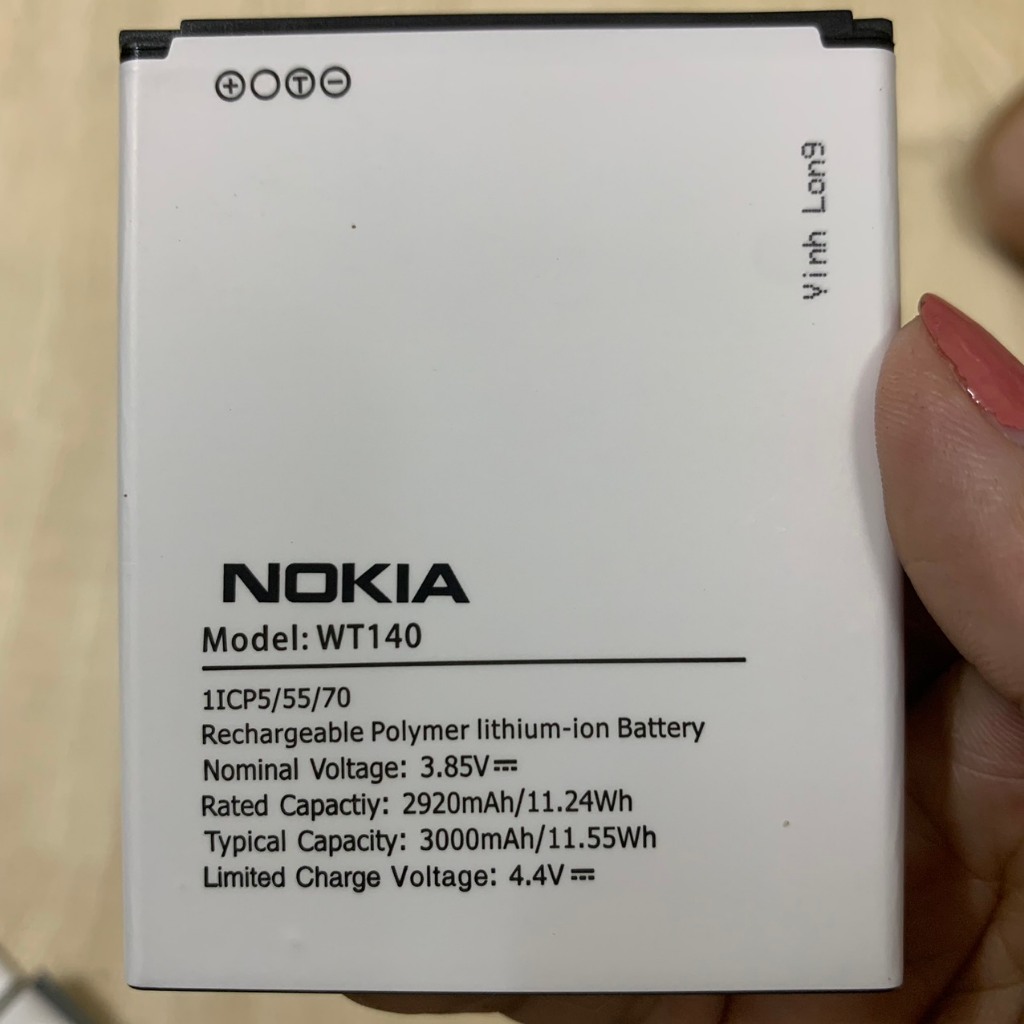 + T −
Vinh Long
NOKIA
Model: WT140
1ICP5/55/70
Rechargeable Polymer lithium-ion Battery
Nominal Voltage: 3.85V⎓
Rated Capactiy: 2920mAh/11.24Wh
Typical Capacity: 3000mAh/11.55Wh
Limited Charge Voltage: 4.4V⎓